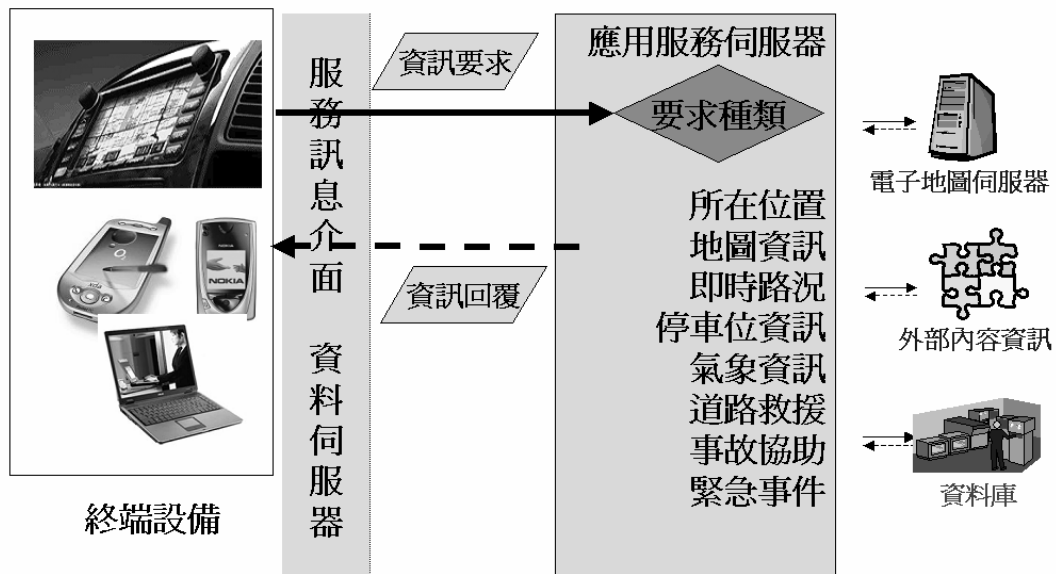 終端設備
NOKIA
服務訊息介面
資料伺服器
資訊要求
資訊回覆
應用服務伺服器
要求種類
所在位置
地圖資訊
即時路況
停車位資訊
氣象資訊
道路救援
事故協助
緊急事件
電子地圖伺服器
外部內容資訊
資料庫